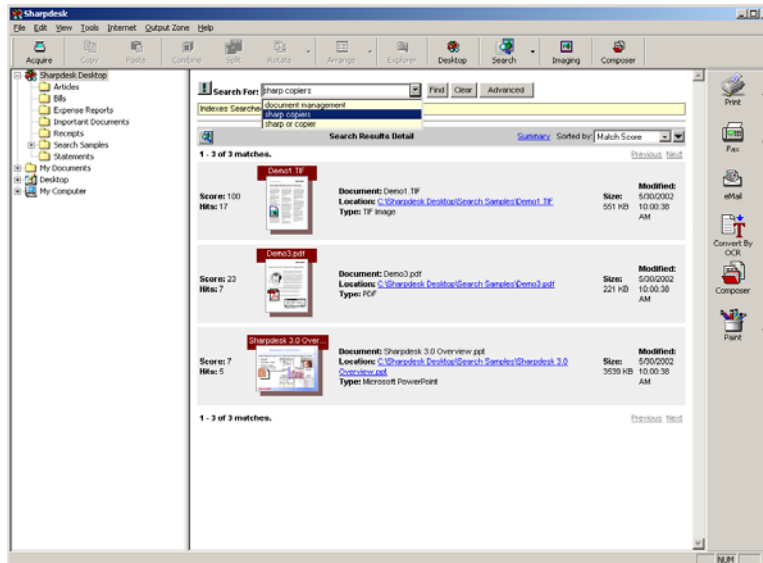 Sharpdesk
File Edit View Tools Internet Output Zone Help
Acquire Copy Paste Combine Split Rotate Arrange Explorer Desktop Search Imaging Composer
Sharpdesk Desktop
Articles
Bills
Expense Reports
Important Documents
Receipts
Search Samples
Statements
My Documents
Desktop
My Computer
Search For: sharp copiers Find Clear Advanced
Indexes Searche
document management
sharp copiers
sharp or copier
Search Results Detail Summary Sorted by: Match Score
1 - 3 of 3 matches. Previous Next
Demo1.TIF
Score: 100
Hits: 17
Document: Demo1.TIF
Location: C:\Sharpdesk Desktop\Search Samples\Demo1.TIF
Type: TIF Image
Size:
551 KB
Modified:
5/30/2002
10:00:38
AM
Demo3.pdf
Score: 23
Hits: 7
Document: Demo3.pdf
Location: C:\Sharpdesk Desktop\Search Samples\Demo3.pdf
Type: PDF
Size:
221 KB
Modified:
5/30/2002
10:00:38
AM
Sharpdesk 3.0 Over...
Score: 7
Hits: 5
Document: Sharpdesk 3.0 Overview.ppt
Location: C:\Sharpdesk Desktop\Search Samples\Sharpdesk 3.0
Overview.ppt
Type: Microsoft PowerPoint
Size:
3539 KB
Modified:
5/30/2002
10:00:38
AM
1 - 3 of 3 matches. Previous Next
Print
Fax
eMail
Convert By
OCR
Composer
Paint
NUM